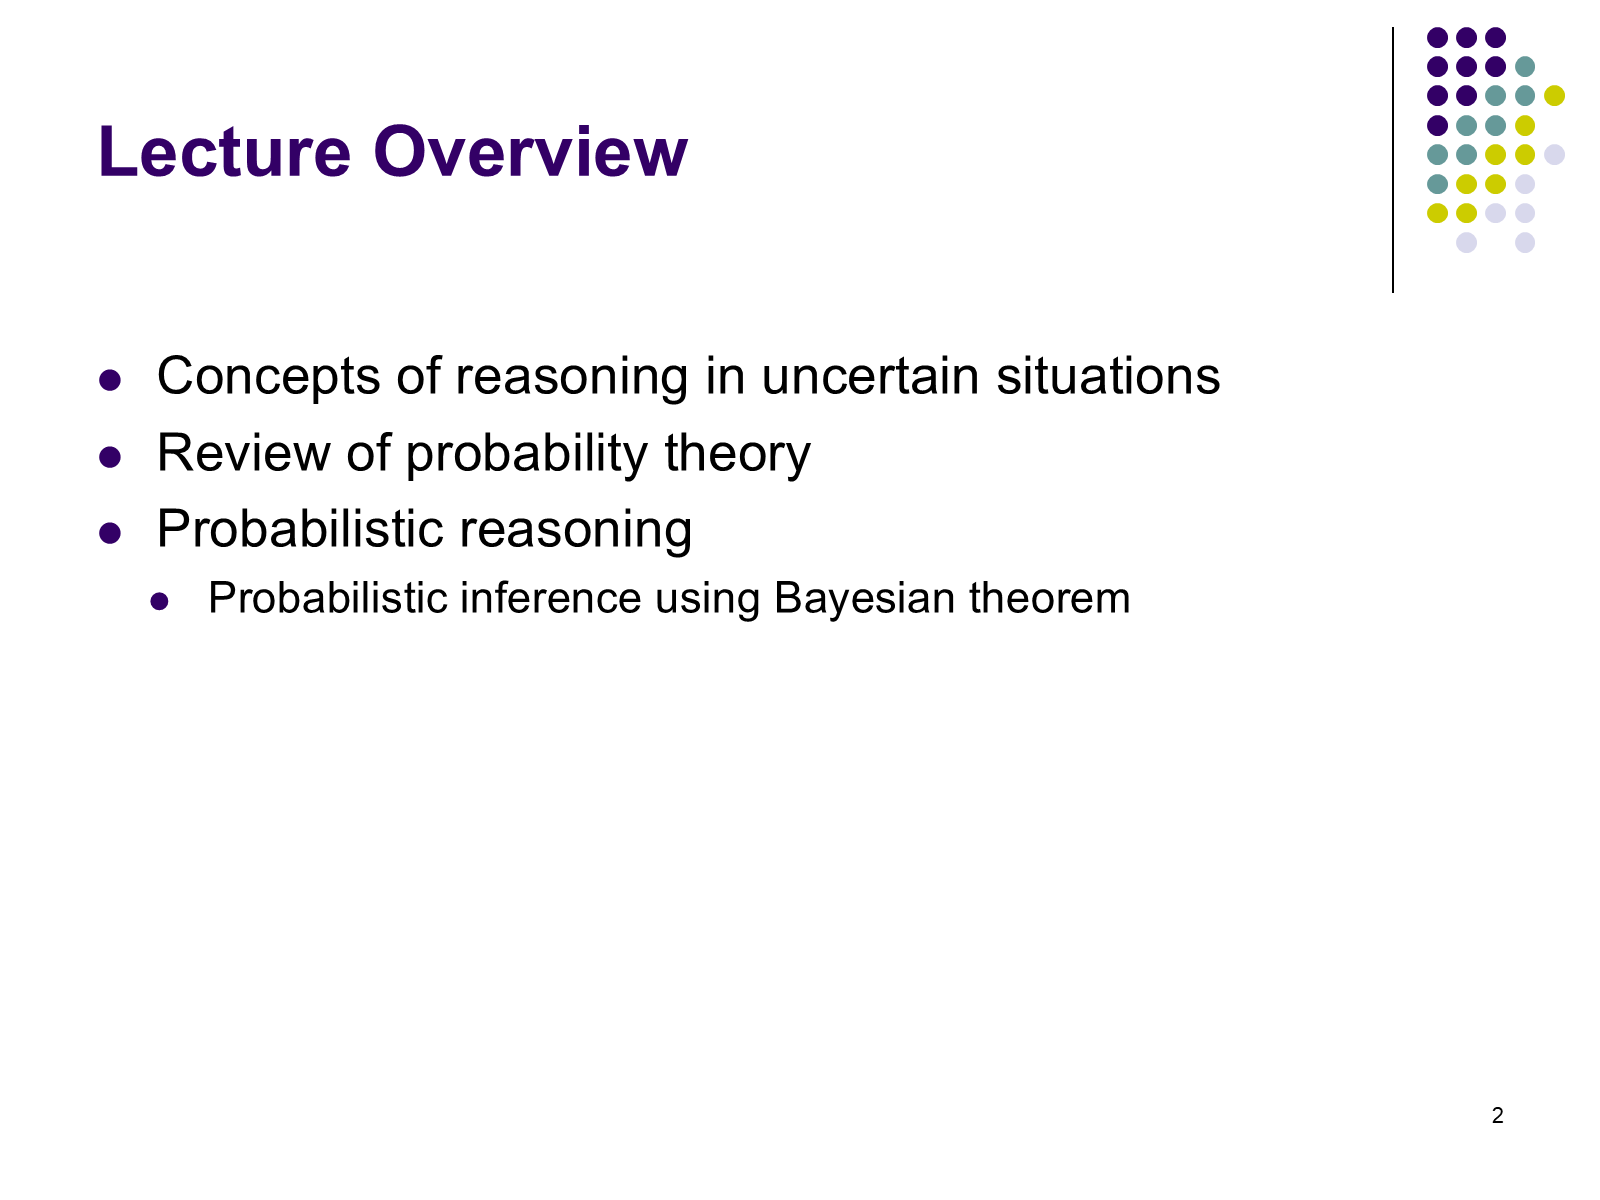 Lecture Overview
Concepts of reasoning in uncertain situations
Review of probability theory
Probabilistic reasoning
Probabilistic inference using Bayesian theorem
2